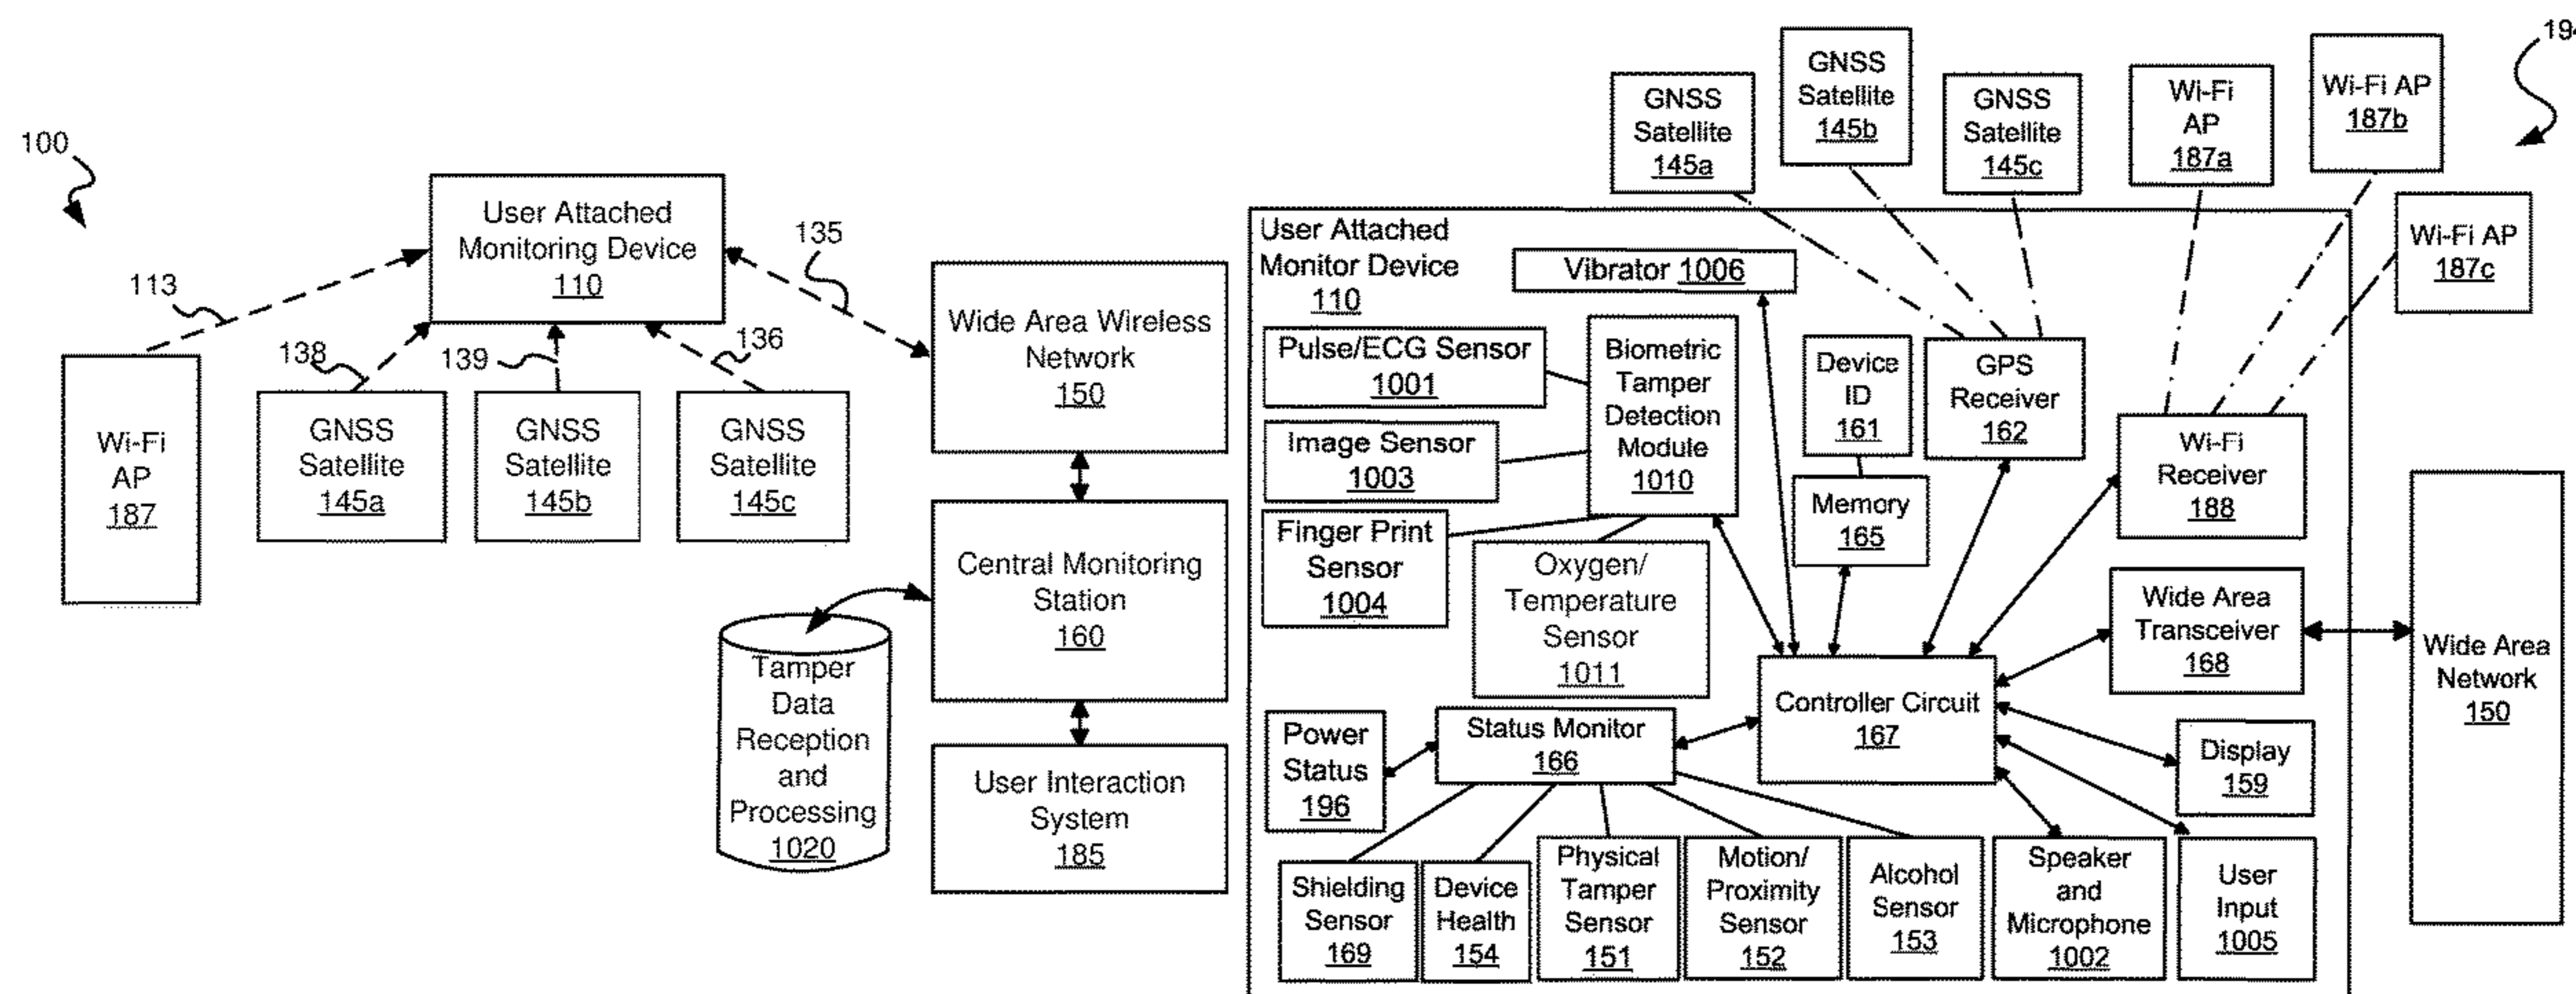 100
User Attached
Monitoring Device
110
113
135
138
139
136
Wi-Fi
AP
187
GNSS
Satellite
145a
GNSS
Satellite
145b
GNSS
Satellite
145c
Wide Area Wireless
Network
150
Central Monitoring
Station
160
Tamper
Data
Reception
and
Processing
1020
User Interaction
System
185
GNSS
Satellite
145a
GNSS
Satellite
145b
GNSS
Satellite
145c
Wi-Fi
AP
187a
Wi-Fi AP
187b
Wi-Fi AP
187c
194
User Attached
Monitor Device
110
Vibrator 1006
Pulse/ECG Sensor
1001
Image Sensor
1003
Finger Print
Sensor
1004
Biometric
Tamper
Detection
Module
1010
Oxygen/
Temperature
Sensor
1011
Device
ID
161
Memory
165
GPS
Receiver
162
Wi-Fi
Receiver
188
Wide Area
Transceiver
168
Wide Area
Network
150
Controller Circuit
167
Power
Status
196
Status Monitor
166
Display
159
Shielding
Sensor
169
Device
Health
154
Physical
Tamper
Sensor
151
Motion/
Proximity
Sensor
152
Alcohol
Sensor
153
Speaker
and
Microphone
1002
User
Input
1005